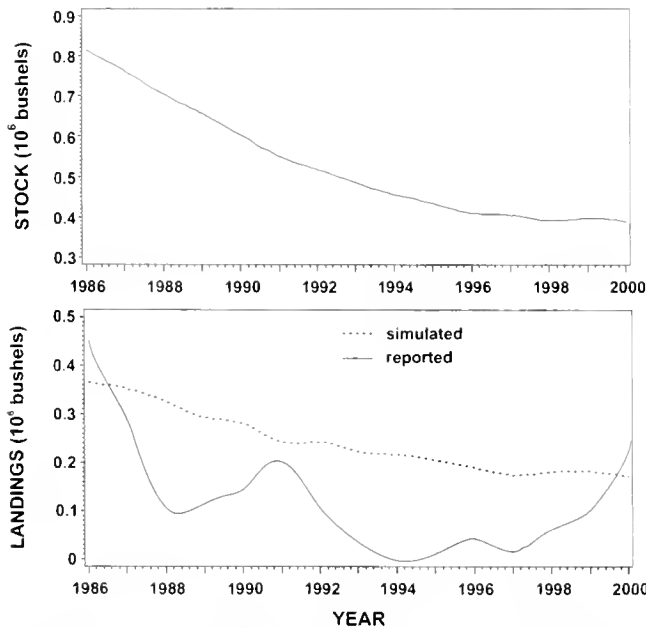 STOCK (10⁶ bushels)
0.9
0.8
0.7
0.6
0.5
0.4
0.3
1986 1988 1990 1992 1994 1996 1998 2000
LANDINGS (10⁶ bushels)
0.5
0.4
0.3
0.2
0.1
0
simulated
reported
1986 1988 1990 1992 1994 1996 1998 2000
YEAR